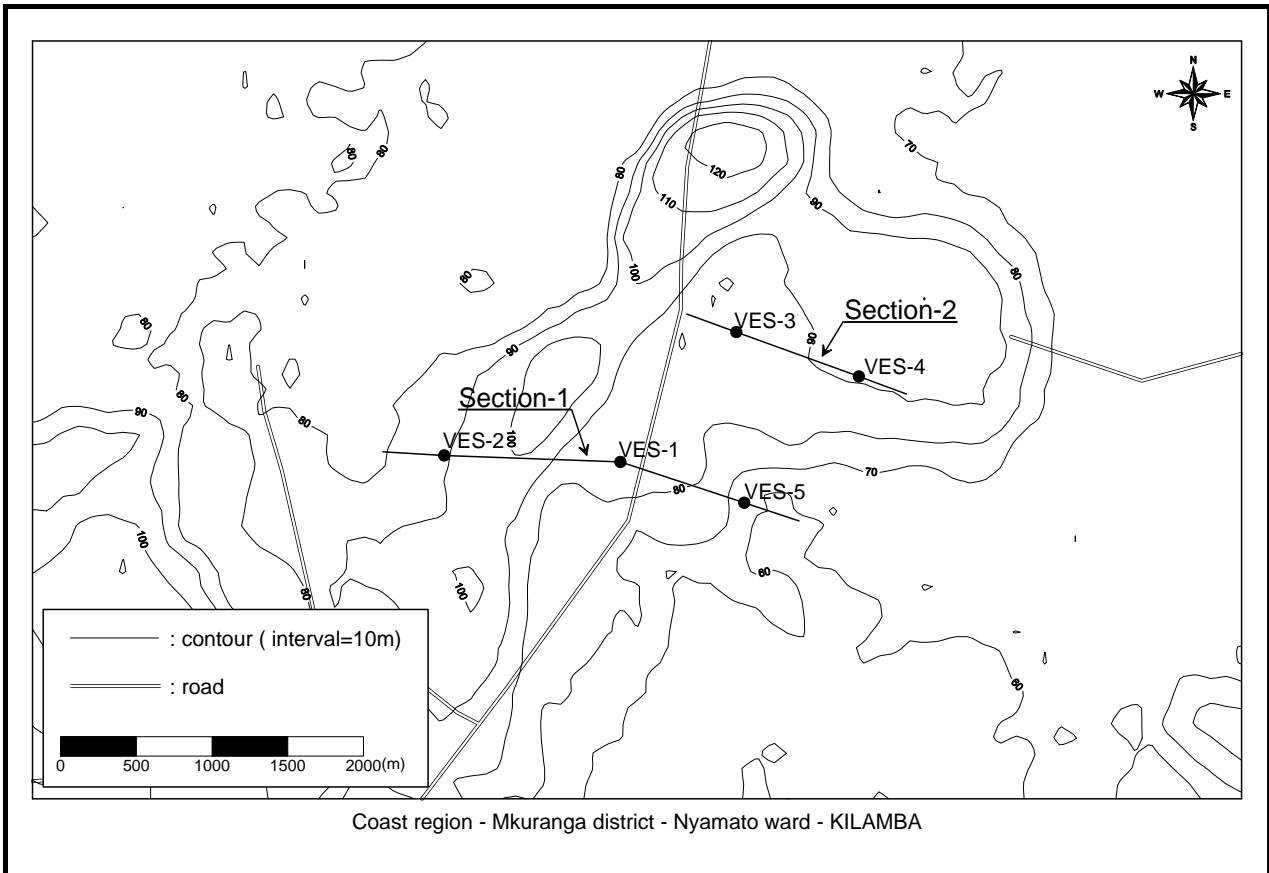 N
W E
S
80
80
80
70
120
110
90
80
100
80
80
80
Section-2
VES-3
90
VES-4
90
Section-1
80
90
80
100
VES-2
VES-1
70
80
VES-5
100
60
100
80
60
: contour ( interval=10m)
: road
0 500 1000 1500 2000(m)
Coast region - Mkuranga district - Nyamato ward - KILAMBA